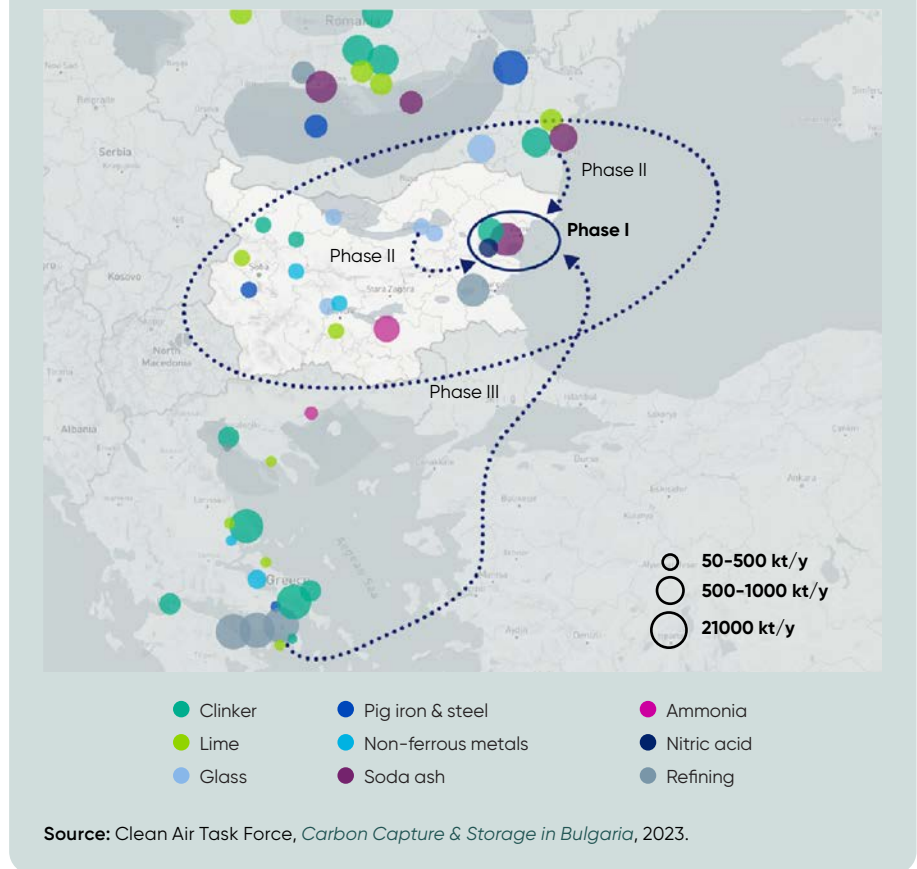 Romania
Belgrade
Serbia
Phase II
Phase I
Phase II
Sofia
Stara Zagora
Kosovo
North
Macedonia
Phase III
Istanbul
Albania
Ankara
Bursa
Aegean Sea
Greece
50-500 kt/y
500-1000 kt/y
21000 kt/y
Clinker
Pig iron & steel
Ammonia
Lime
Non-ferrous metals
Nitric acid
Glass
Soda ash
Refining
Source: Clean Air Task Force, Carbon Capture & Storage in Bulgaria, 2023.